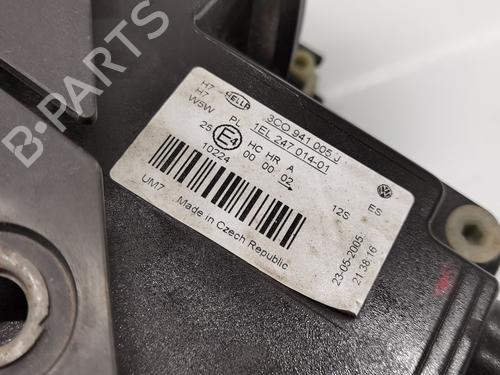 B-PARTS
H7
H7
W5W
HELLA
3C0 941 005 J
1EL 247 014-01
PL
25 E4 HC HR A
00 00 02
10224
UM7
Made in Czech Republic
12S
ES
23-05-2005
21.38.16